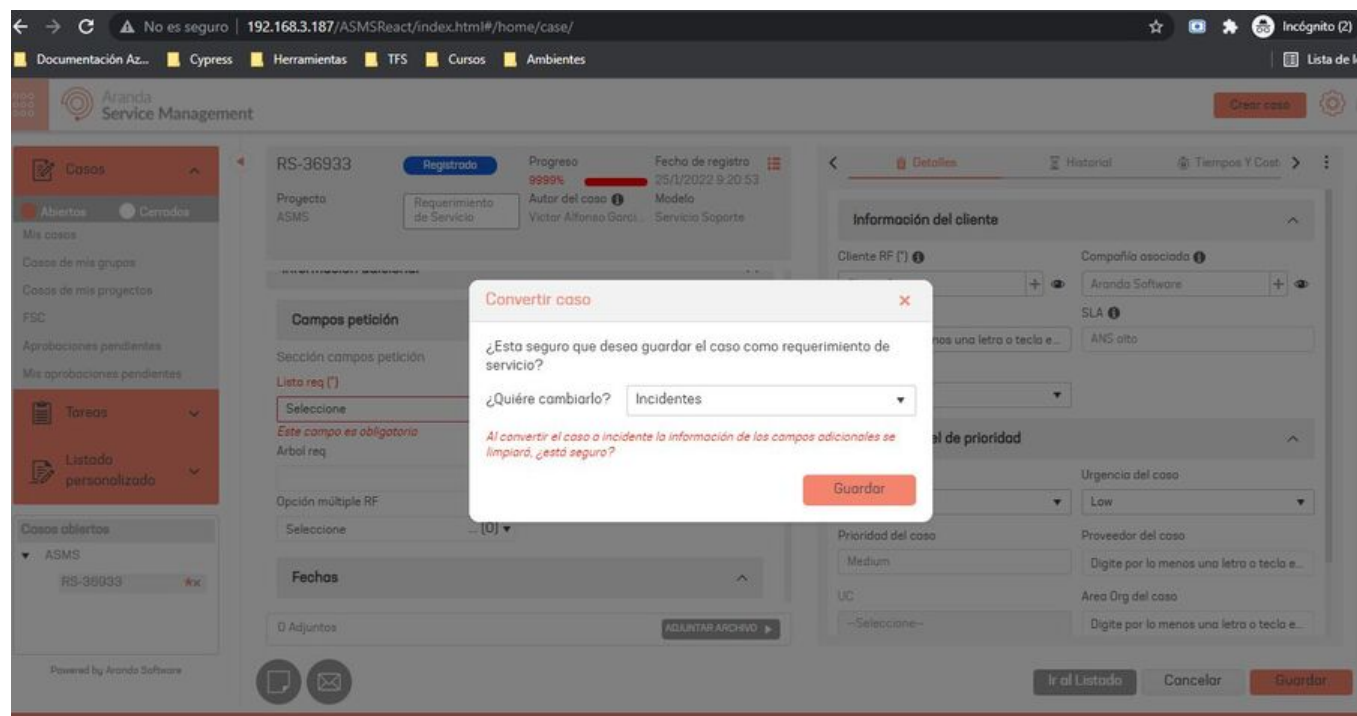 No es seguro | 192.168.3.187/ASMSReact/index.html#/home/case/
Incógnito (2)
Documentación Az... Cypress Herramientas TFS Cursos Ambientes
Lista de l
Aranda
Service Management
Crear caso
Casos
Abiertos Cerrados
Mis casos
Casos de mis grupos
Casos de mis proyectos
FSC
Aprobaciones pendientes
Mis aprobaciones pendientes
Tareas
Listado
personalizado
Casos abiertos
ASMS
RS-36933
Powered by Aranda Software
RS-36933 Registrado
Progreso
9999%
Fecha de registro
25/1/2022 9:20:53
Proyecto
ASMS
Requerimiento
de Servicio
Autor del caso
Victor Alfonso Garci...
Modelo
Servicio Soporte
Información adicional
Campos petición
Sección campos petición
Lista req (*)
Seleccione
Este campo es obligatorio
Arbol req
Opción múltiple RF
Seleccione ... [0]
Fechas
0 Adjuntos
ADJUNTAR ARCHIVO
Convertir caso
¿Esta seguro que desea guardar el caso como requerimiento de
servicio?
¿Quiére cambiarlo? Incidentes
Al convertir el caso a incidente la información de los campos adicionales se
limpiará, ¿está seguro?
Guardar
Detalles Historial Tiempos Y Cost
Información del cliente
Cliente RF (*) Compañía asociada
Aranda Software
SLA
nos una letra o tecla e... ANS alto
el de prioridad
Urgencia del caso
Low
Prioridad del caso Proveedor del caso
Medium Digite por lo menos una letra o tecla e...
UC Area Org del caso
--Seleccione-- Digite por lo menos una letra o tecla e...
Ir al Listado Cancelar Guardar